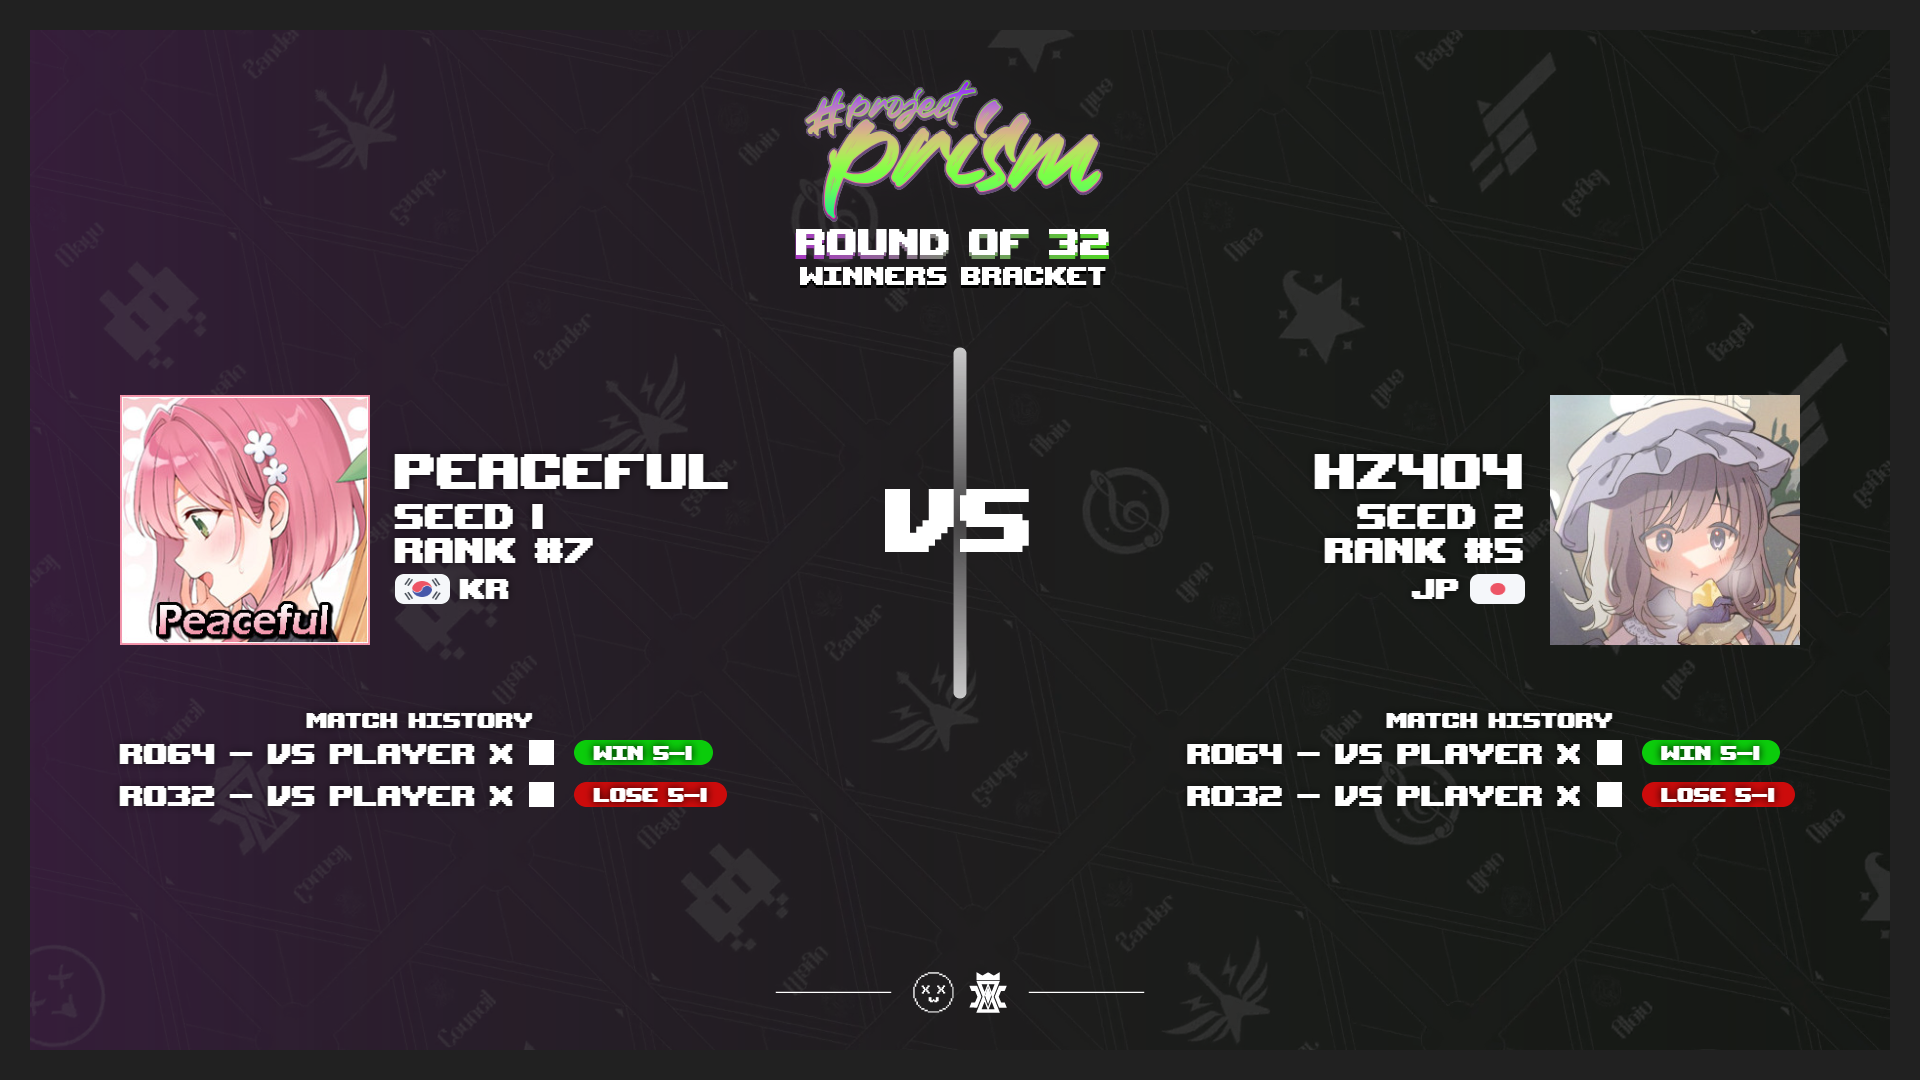 #project
prism
ROUND OF 32
WINNERS BRACKET
PEACEFUL
SEED 1
RANK #7
KR
Peaceful
VS
HZ404
SEED 2
RANK #5
JP
MATCH HISTORY
RO64 - VS PLAYER X WIN 5-1
RO32 - VS PLAYER X LOSE 5-1
MATCH HISTORY
RO64 - VS PLAYER X WIN 5-1
RO32 - VS PLAYER X LOSE 5-1